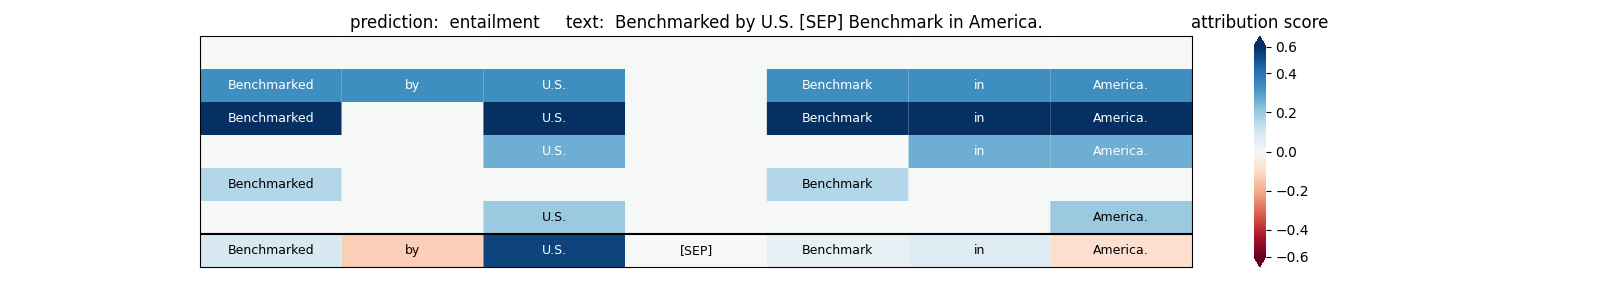 prediction: entailment text: Benchmarked by U.S. [SEP] Benchmark in America. attribution score
Benchmarked by U.S. Benchmark in America.
Benchmarked U.S. Benchmark in America.
U.S. in America.
Benchmarked Benchmark
U.S. America.
Benchmarked by U.S. [SEP] Benchmark in America.
0.6
0.4
0.2
0.0
−0.2
−0.4
−0.6